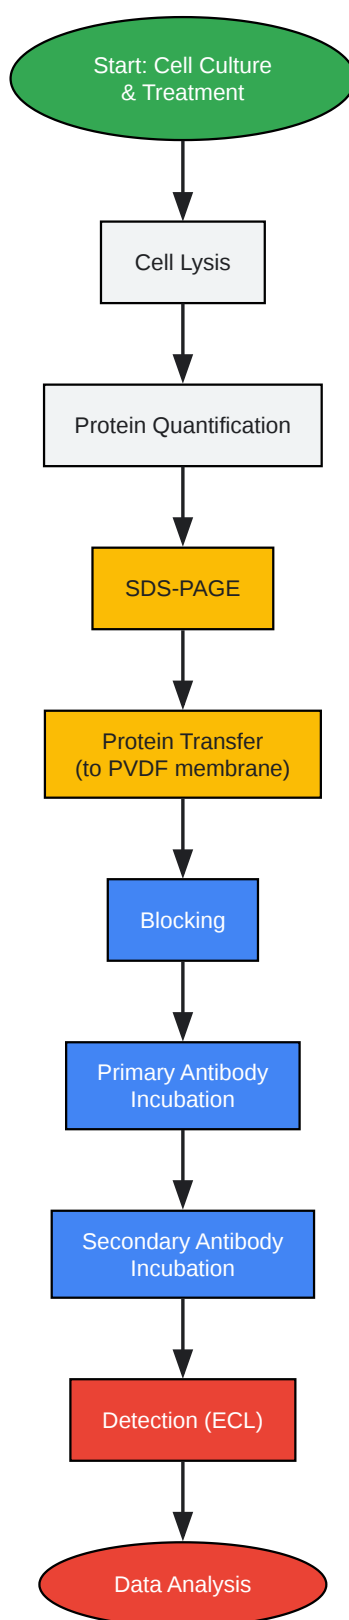 Start: Cell Culture
& Treatment
Cell Lysis
Protein Quantification
SDS-PAGE
Protein Transfer
(to PVDF membrane)
Blocking
Primary Antibody
Incubation
Secondary Antibody
Incubation
Detection (ECL)
Data Analysis